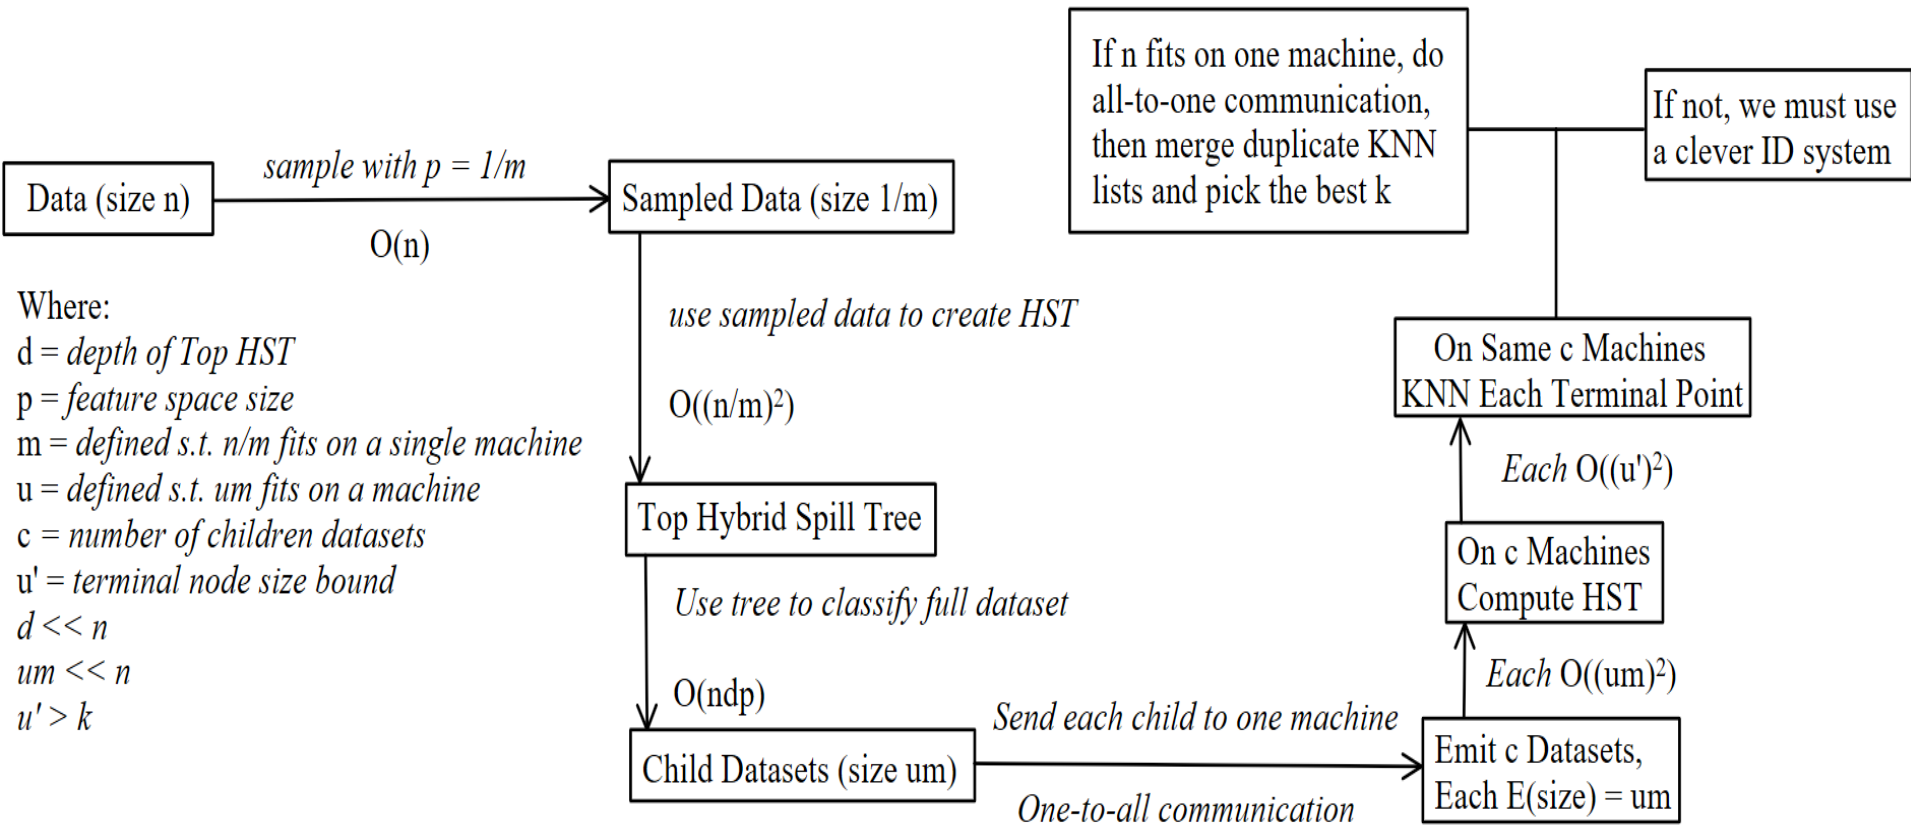 Data (size n)
sample with p = 1/m
O(n)
Sampled Data (size 1/m)
use sampled data to create HST
O((n/m)²)
Top Hybrid Spill Tree
Use tree to classify full dataset
O(ndp)
Child Datasets (size um)
Send each child to one machine
One-to-all communication
Emit c Datasets,
Each E(size) = um
Each O((um)²)
On c Machines
Compute HST
Each O((u')²)
On Same c Machines
KNN Each Terminal Point
If n fits on one machine, do
all-to-one communication,
then merge duplicate KNN
lists and pick the best k
If not, we must use
a clever ID system
Where:
d = depth of Top HST
p = feature space size
m = defined s.t. n/m fits on a single machine
u = defined s.t. um fits on a machine
c = number of children datasets
u' = terminal node size bound
d << n
um << n
u' > k